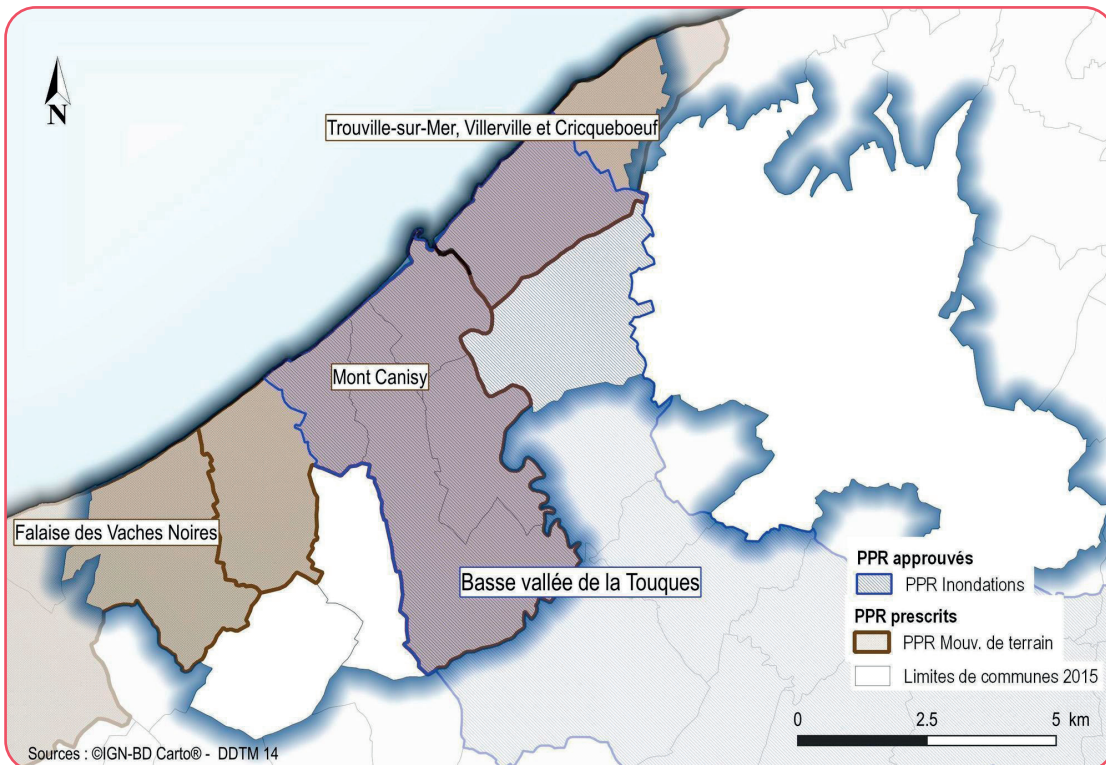 N
Trouville-sur-Mer, Villerville et Cricqueboeuf
Mont Canisy
Falaise des Vaches Noires
Basse vallée de la Touques
PPR approuvés
PPR Inondations
PPR prescrits
PPR Mouv. de terrain
Limites de communes 2015
0 2.5 5 km
Sources : ©IGN-BD Carto® - DDTM 14